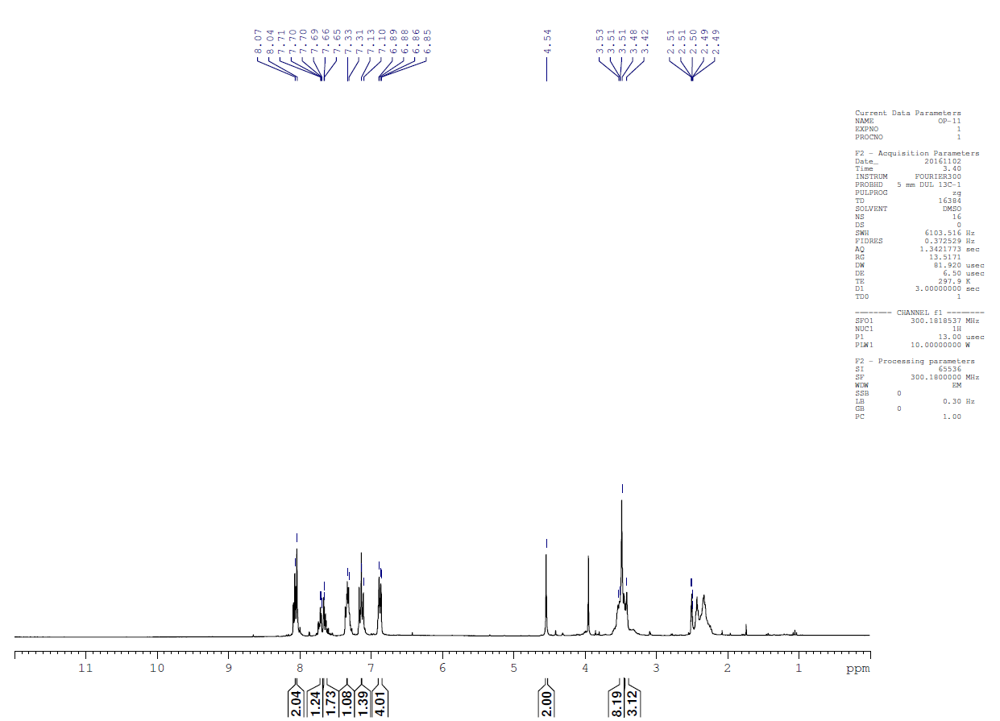 8.07
8.04
7.71
7.70
7.70
7.69
7.66
7.65
7.33
7.31
7.13
7.10
6.89
6.88
6.86
6.85
4.54
3.53
3.51
3.51
3.48
3.42
2.51
2.51
2.50
2.49
2.49
Current Data Parameters
NAME OP-11
EXPNO 1
PROCNO 1
F2 - Acquisition Parameters
Date_ 20161102
Time 3.40
INSTRUM FOURIER300
PROBHD 5 mm DUL 13C-1
PULPROG zg
TD 16384
SOLVENT DMSO
NS 16
DS 0
SWH 6103.516 Hz
FIDRES 0.372529 Hz
AQ 1.3421773 sec
RG 13.5171
DW 81.920 usec
DE 6.50 usec
TE 297.9 K
D1 3.00000000 sec
TD0 1
======== CHANNEL f1 ========
SFO1 300.1818537 MHz
NUC1 1H
P1 13.00 usec
PLW1 10.00000000 W
F2 - Processing parameters
SI 65536
SF 300.1800000 MHz
WDW EM
SSB 0
LB 0.30 Hz
GB 0
PC 1.00
11 10 9 8 7 6 5 4 3 2 1 ppm
2.04
1.24
1.73
1.08
1.39
4.01
2.00
8.19
3.12